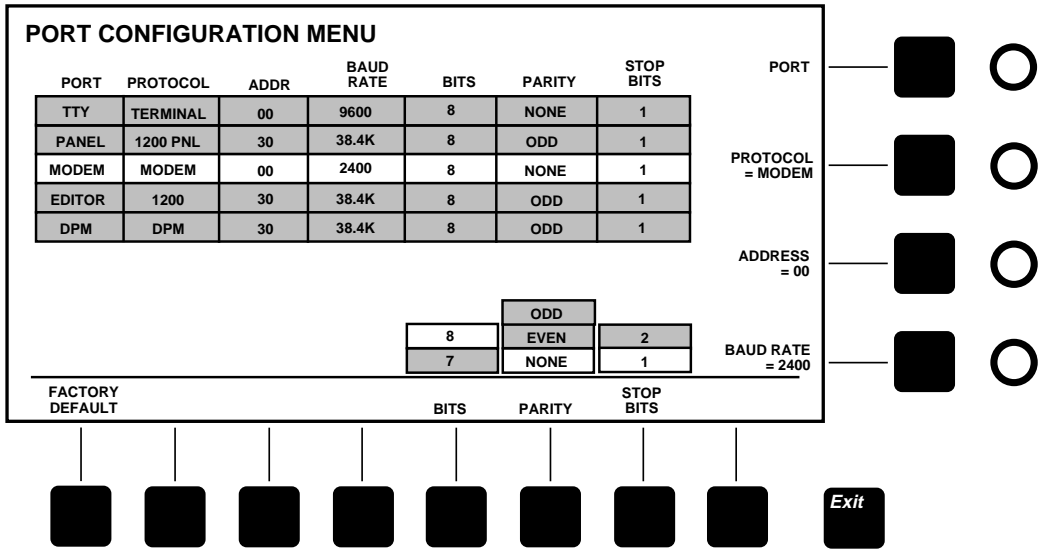 PORT CONFIGURATION MENU
PORT PROTOCOL ADDR BAUD RATE BITS PARITY STOP BITS
TTY TERMINAL 00 9600 8 NONE 1
PANEL 1200 PNL 30 38.4K 8 ODD 1
MODEM MODEM 00 2400 8 NONE 1
EDITOR 1200 30 38.4K 8 ODD 1
DPM DPM 30 38.4K 8 ODD 1
PORT
PROTOCOL
= MODEM
ADDRESS
= 00
BAUD RATE
= 2400
ODD
8 EVEN 2
7 NONE 1
FACTORY DEFAULT BITS PARITY STOP BITS
Exit